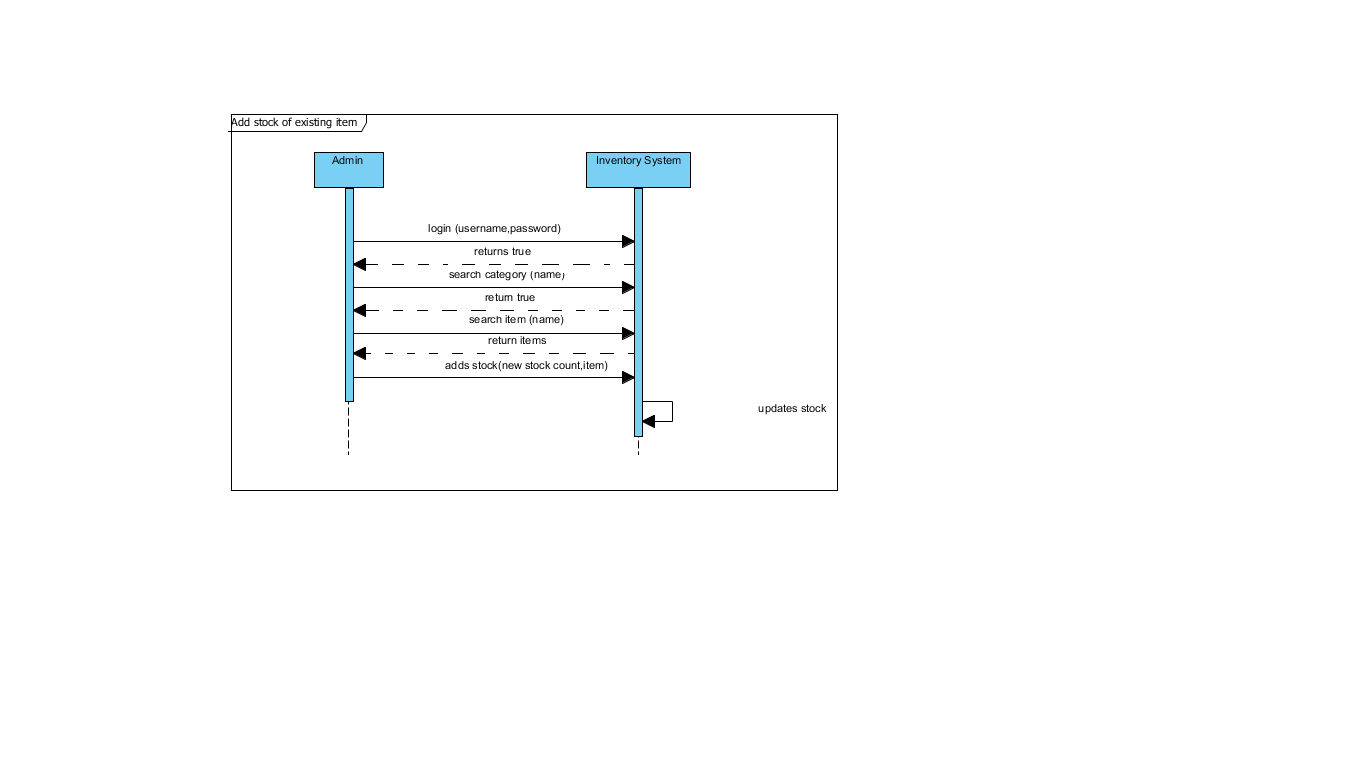 Add stock of existing item
Admin
Inventory System
login (username,password)
returns true
search category (name)
return true
search item (name)
return items
adds stock(new stock count,item)
updates stock